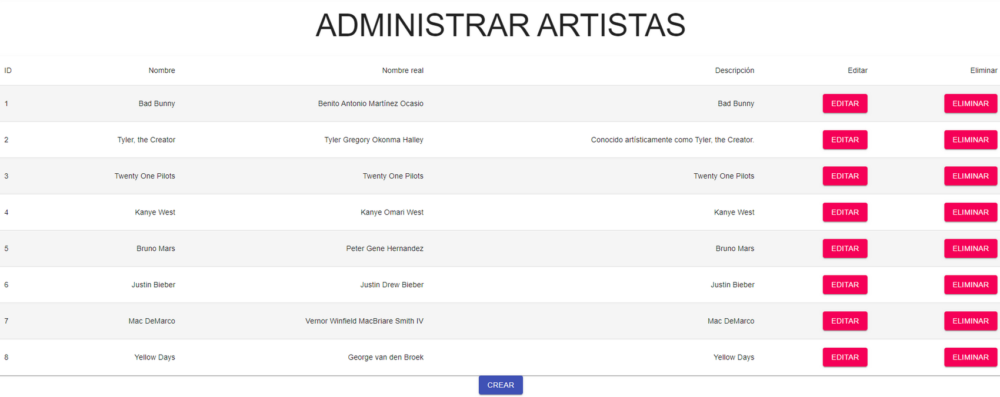 ADMINISTRAR ARTISTAS
ID Nombre Nombre real Descripción Editar Eliminar
1 Bad Bunny Benito Antonio Martínez Ocasio Bad Bunny EDITAR ELIMINAR
2 Tyler, the Creator Tyler Gregory Okonma Halley Conocido artísticamente como Tyler, the Creator. EDITAR ELIMINAR
3 Twenty One Pilots Twenty One Pilots Twenty One Pilots EDITAR ELIMINAR
4 Kanye West Kanye Omari West Kanye West EDITAR ELIMINAR
5 Bruno Mars Peter Gene Hernandez Bruno Mars EDITAR ELIMINAR
6 Justin Bieber Justin Drew Bieber Justin Bieber EDITAR ELIMINAR
7 Mac DeMarco Vernor Winfield MacBriare Smith IV Mac DeMarco EDITAR ELIMINAR
8 Yellow Days George van den Broek Yellow Days EDITAR ELIMINAR
CREAR